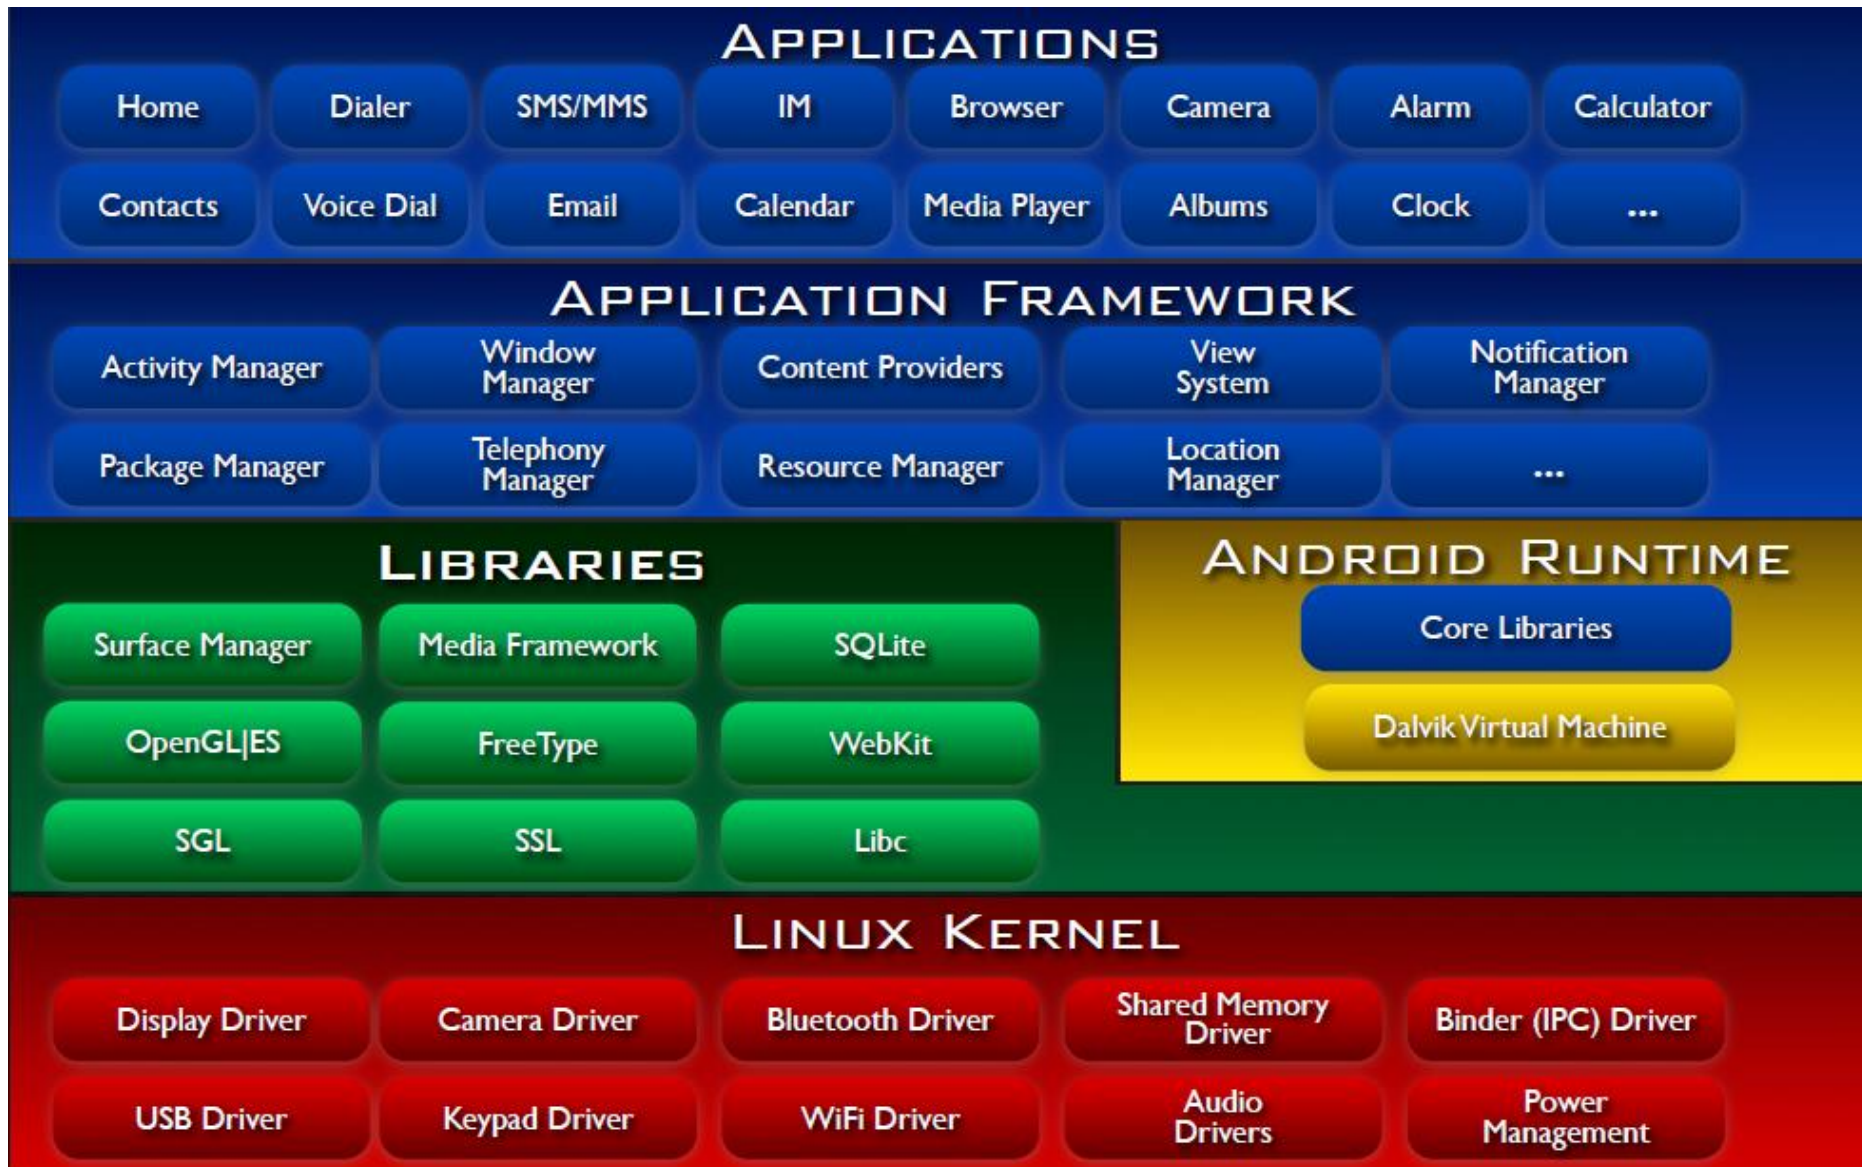 APPLICATIONS
Home Dialer SMS/MMS IM Browser Camera Alarm Calculator
Contacts Voice Dial Email Calendar Media Player Albums Clock ...
APPLICATION FRAMEWORK
Activity Manager
Window
Manager
Content Providers
View
System
Notification
Manager
Package Manager
Telephony
Manager
Resource Manager
Location
Manager
...
LIBRARIES
Surface Manager Media Framework SQLite
OpenGL|ES FreeType WebKit
SGL SSL Libc
ANDROID RUNTIME
Core Libraries
Dalvik Virtual Machine
LINUX KERNEL
Display Driver
Camera Driver
Bluetooth Driver
Shared Memory
Driver
Binder (IPC) Driver
USB Driver
Keypad Driver
WiFi Driver
Audio
Drivers
Power
Management